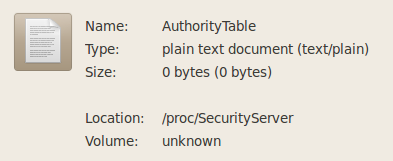 Name: AuthorityTable
Type: plain text document (text/plain)
Size: 0 bytes (0 bytes)
Location: /proc/SecurityServer
Volume: unknown